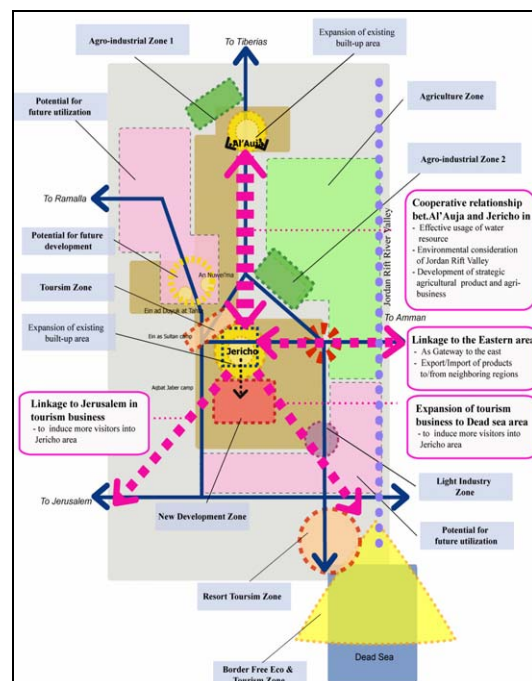 Agro-industrial Zone 1
To Tiberias
Expansion of existing
built-up area
Potential for
future utilization
Al'Auja
Agriculture Zone
Agro-industrial Zone 2
To Ramalla
Potential for future
development
An Nuwei'ma
Toursim Zone
Ein ad Doyuk at Tahta
Expansion of existing
built-up area
Ein as Sultan camp
Jericho
Aqbat Jaber camp
Jordan Rift River Valley
Cooperative relationship
bet.Al'Auja and Jericho in
- Effective usage of water
resource
- Environmental consideration
of Jordan Rift Valley
- Development of strategic
agricultural product and agri-
business
To Amman
Linkage to the Eastern area
- As Gateway to the east
- Export/Import of products
to/from neighboring regions
Linkage to Jerusalem in
tourism business
- to induce more visitors into
Jericho area
Expansion of tourism
business to Dead sea area
- to induce more visitors into
Jericho area
Light Industry
Zone
To Jerusalem
New Development Zone
Potential for
future utilization
Resort Toursim Zone
Dead Sea
Border Free Eco &
Tourism Zone